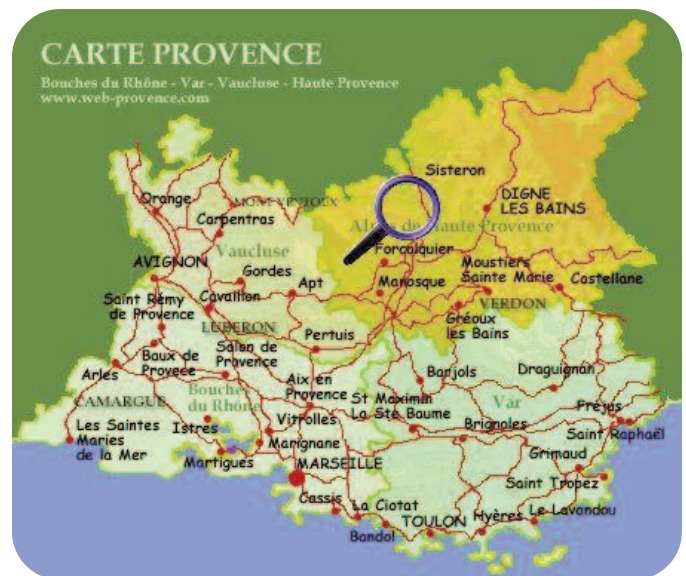 CARTE PROVENCE
Bouches du Rhône - Var - Vaucluse - Haute Provence
www.web-provence.com
Sisteron
DIGNE
LES BAINS
Orange
MONT VENTOUX
Carpentras
Alpes de Haute Provence
Vaucluse
Forcalquier
AVIGNON
Gordes
Moustiers
Sainte Marie
Castellane
Apt
Manosque
Saint Rémy
de Provence
Cavaillon
VERDON
LUBERON
Gréoux
les Bains
Pertuis
Salon de
Provence
Baux de
Provece
Arles
Aix en
Provence
Barjols
Draguignan
CAMARGUE
Bouches
du Rhône
St Maximin
La Ste Baume
Var
Fréjus
Les Saintes
Maries
de la Mer
Istres
Vitrolles
Brignoles
Saint Raphaël
Marignane
Martigues
MARSEILLE
Grimaud
Saint Tropez
Cassis
La Ciotat
Bandol
TOULON
Hyères
Le Lavandou